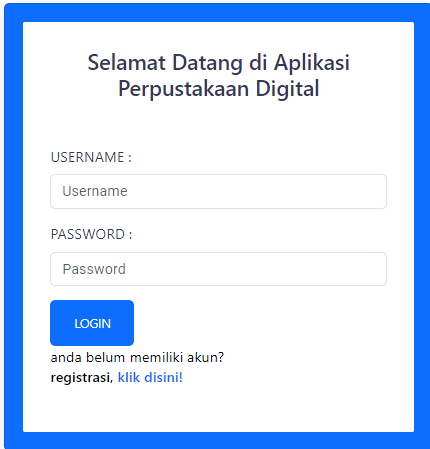 Selamat Datang di Aplikasi
Perpustakaan Digital
USERNAME :
Username
PASSWORD :
Password
LOGIN
anda belum memiliki akun?
registrasi, klik disini!